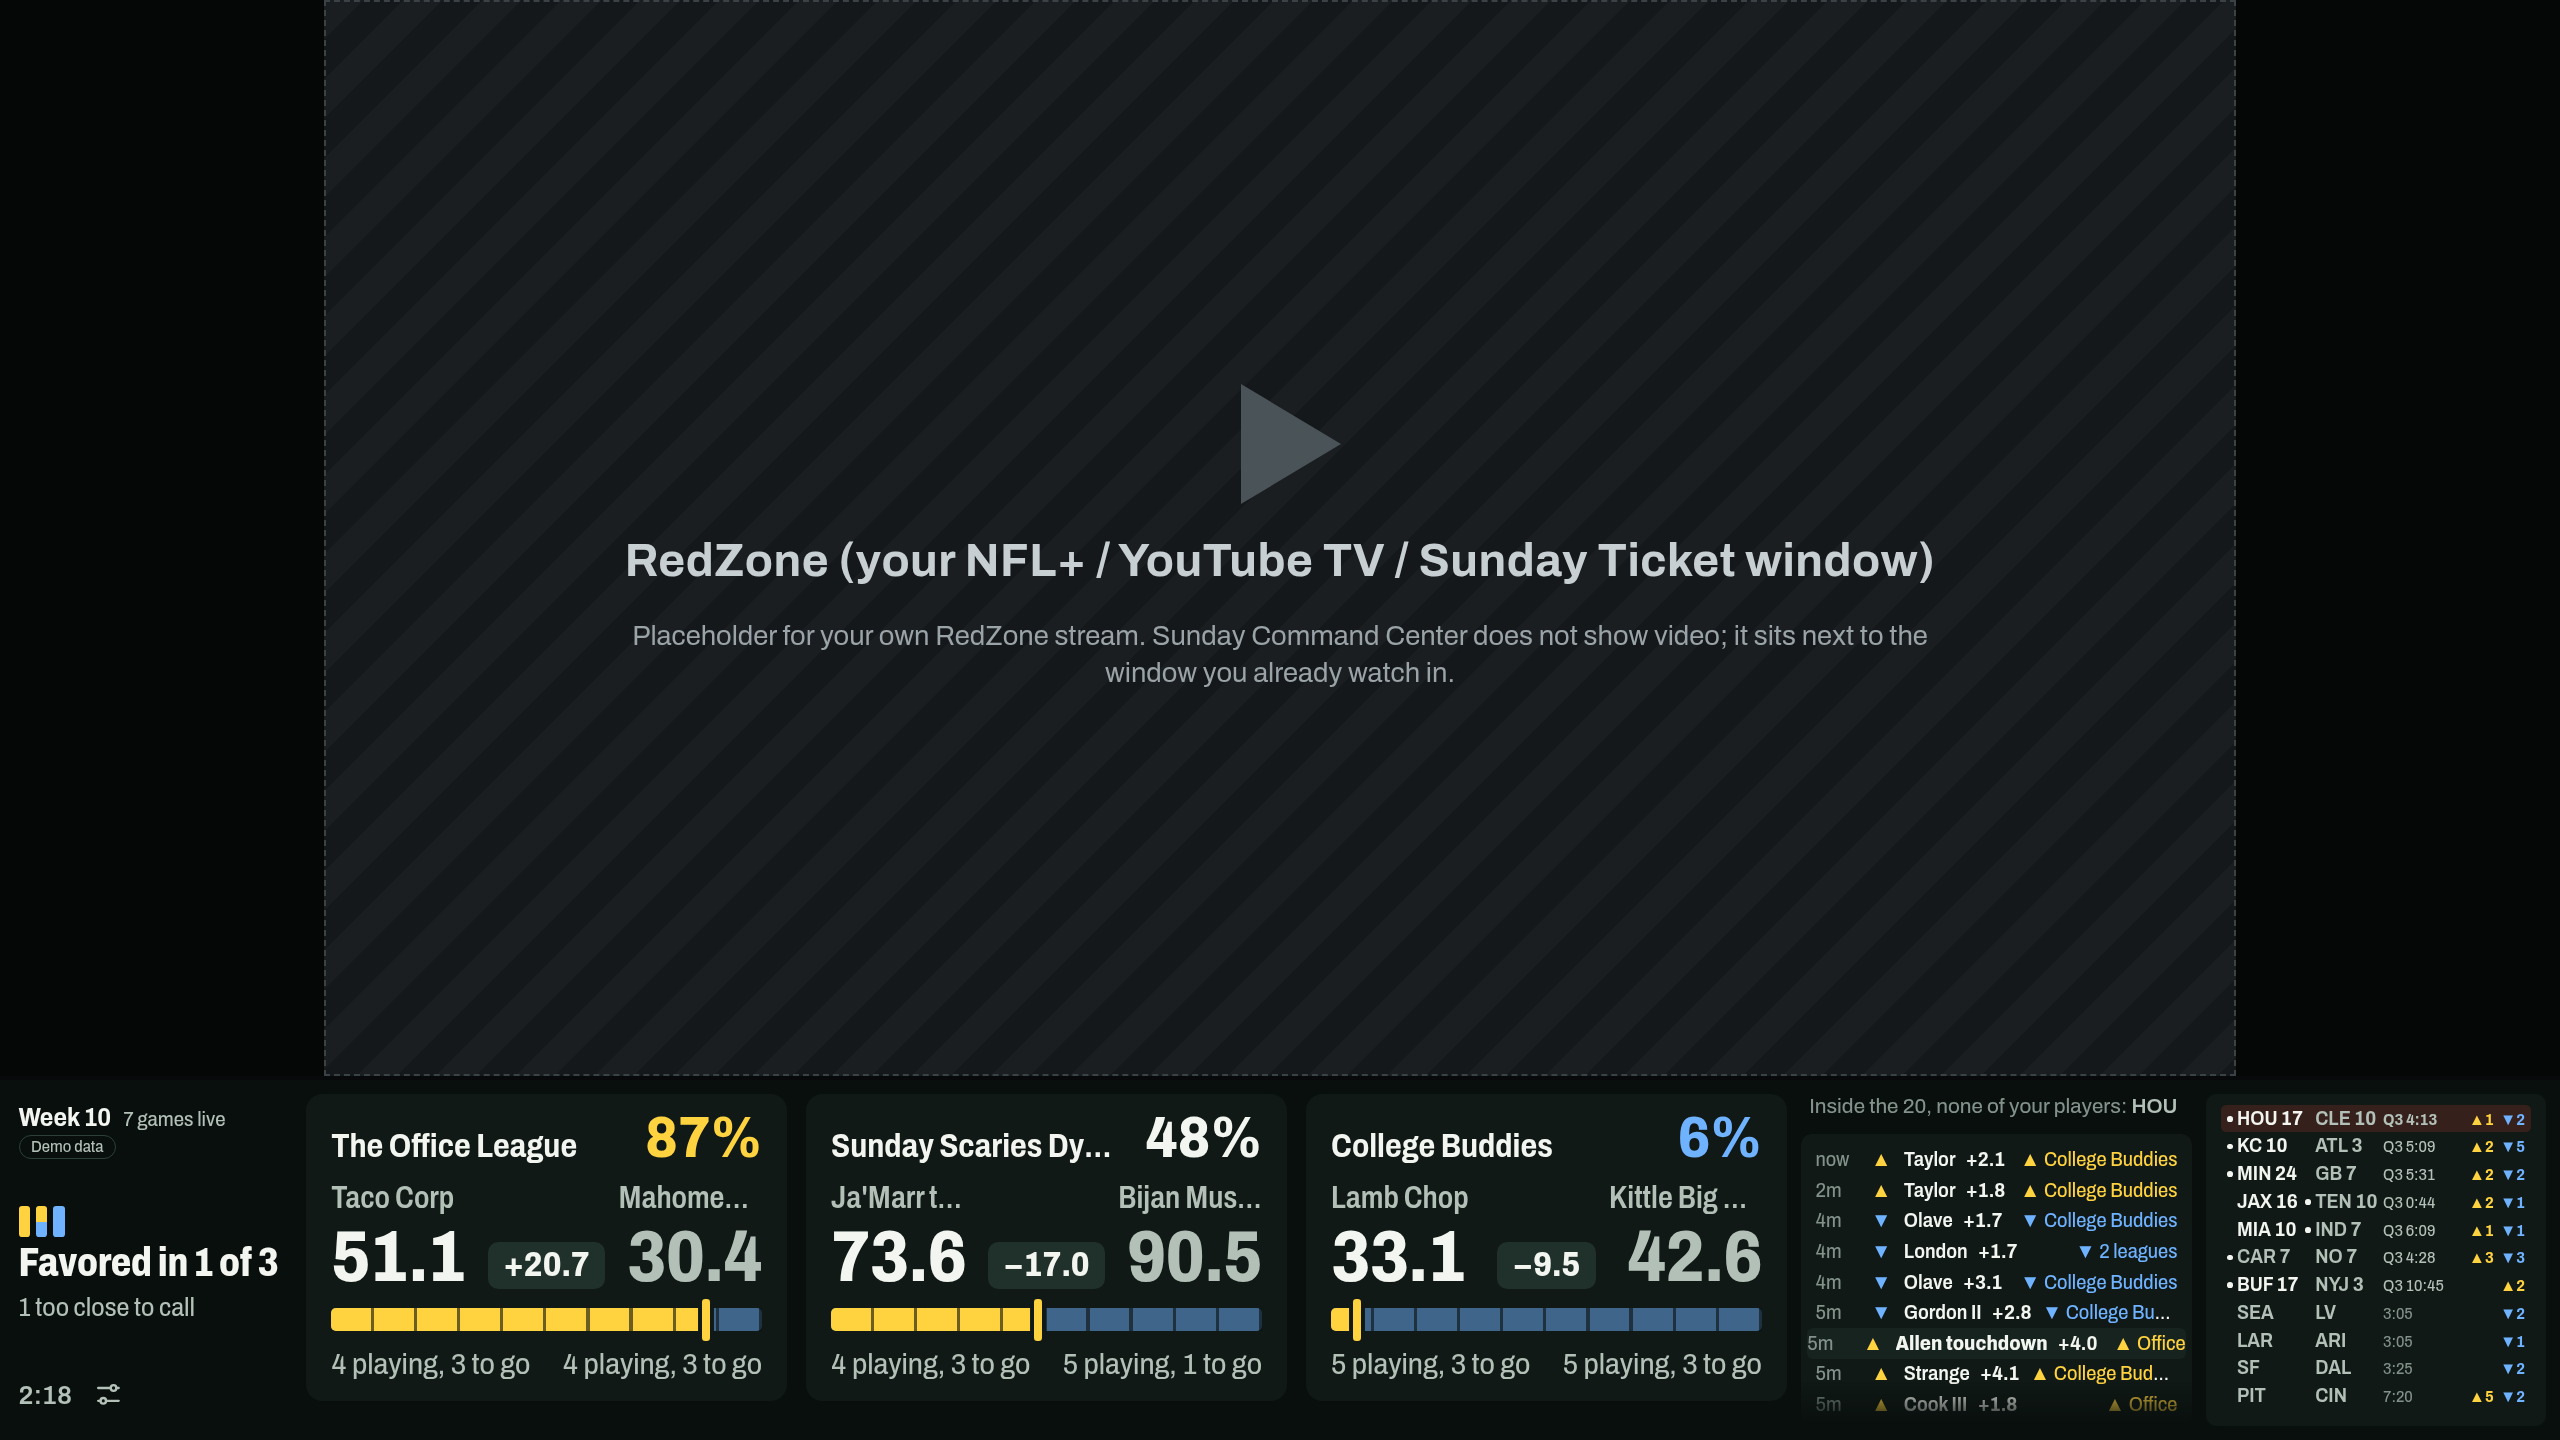 RedZone (your NFL+ / YouTube TV / Sunday Ticket window)
Placeholder for your own RedZone stream. Sunday Command Center does not show video; it sits next to the
window you already watch in.
Week 10 7 games live
Demo data
Favored in 1 of 3
1 too close to call
2:18
The Office League 87%
Taco Corp Mahome...
51.1 +20.7 30.4
4 playing, 3 to go 4 playing, 3 to go
Sunday Scaries Dy... 48%
Ja'Marr t... Bijan Mus...
73.6 −17.0 90.5
4 playing, 3 to go 5 playing, 1 to go
College Buddies 6%
Lamb Chop Kittle Big ...
33.1 −9.5 42.6
5 playing, 3 to go 5 playing, 3 to go
Inside the 20, none of your players: HOU
now ▲ Taylor +2.1 ▲ College Buddies
2m ▲ Taylor +1.8 ▲ College Buddies
4m ▼ Olave +1.7 ▼ College Buddies
4m ▼ London +1.7 ▼ 2 leagues
4m ▼ Olave +3.1 ▼ College Buddies
5m ▼ Gordon II +2.8 ▼ College Bu...
5m ▲ Allen touchdown +4.0 ▲ Office
5m ▲ Strange +4.1 ▲ College Bud...
5m ▲ Cook III +1.8 ▲ Office
HOU 17 CLE 10 Q3 4:13 ▲1 ▼2
KC 10 ATL 3 Q3 5:09 ▲2 ▼5
MIN 24 GB 7 Q3 5:31 ▲2 ▼2
JAX 16 TEN 10 Q3 0:44 ▲2 ▼1
MIA 10 IND 7 Q3 6:09 ▲1 ▼1
CAR 7 NO 7 Q3 4:28 ▲3 ▼3
BUF 17 NYJ 3 Q3 10:45 ▲2
SEA LV 3:05 ▼2
LAR ARI 3:05 ▼1
SF DAL 3:25 ▼2
PIT CIN 7:20 ▲5 ▼2